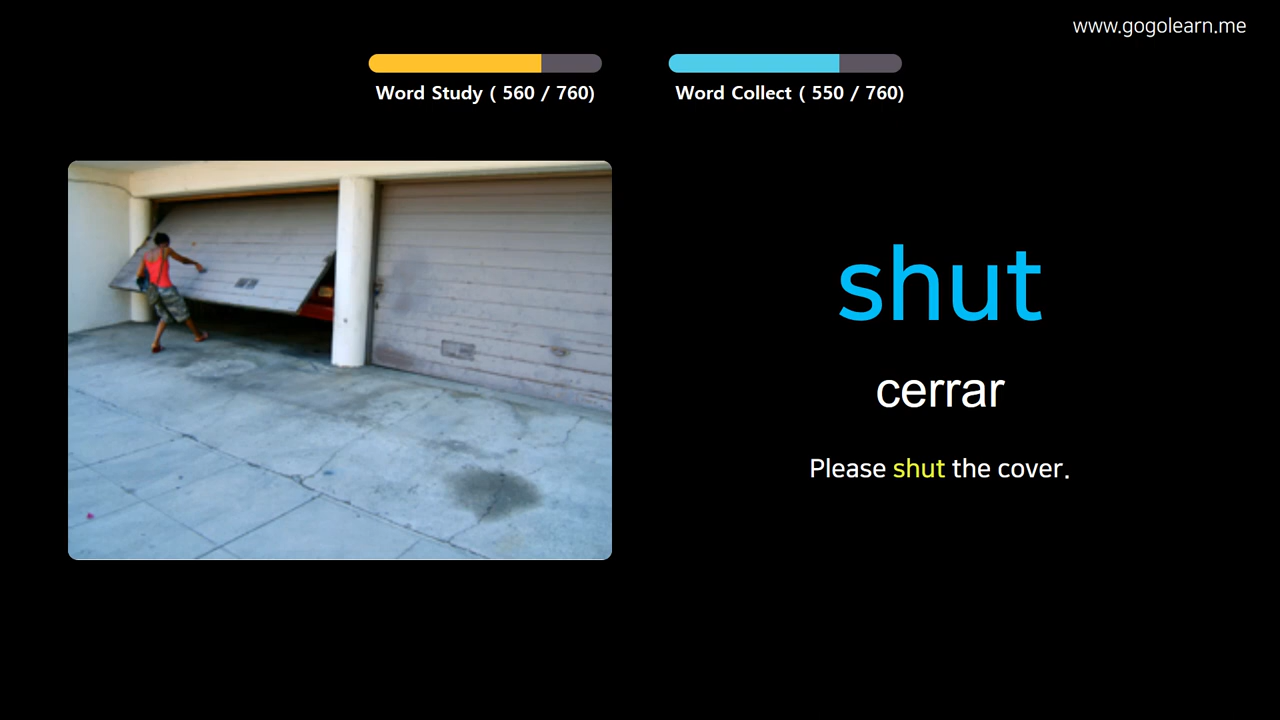 www.gogolearn.me
Word Study ( 560 / 760)
Word Collect ( 550 / 760)
shut
cerrar
Please shut the cover.